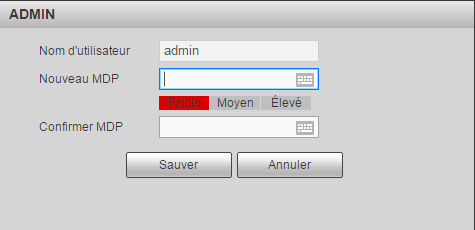 ADMIN
Nom d'utilisateur admin
Nouveau MDP
Faible Moyen Élevé
Confirmer MDP
Sauver Annuler